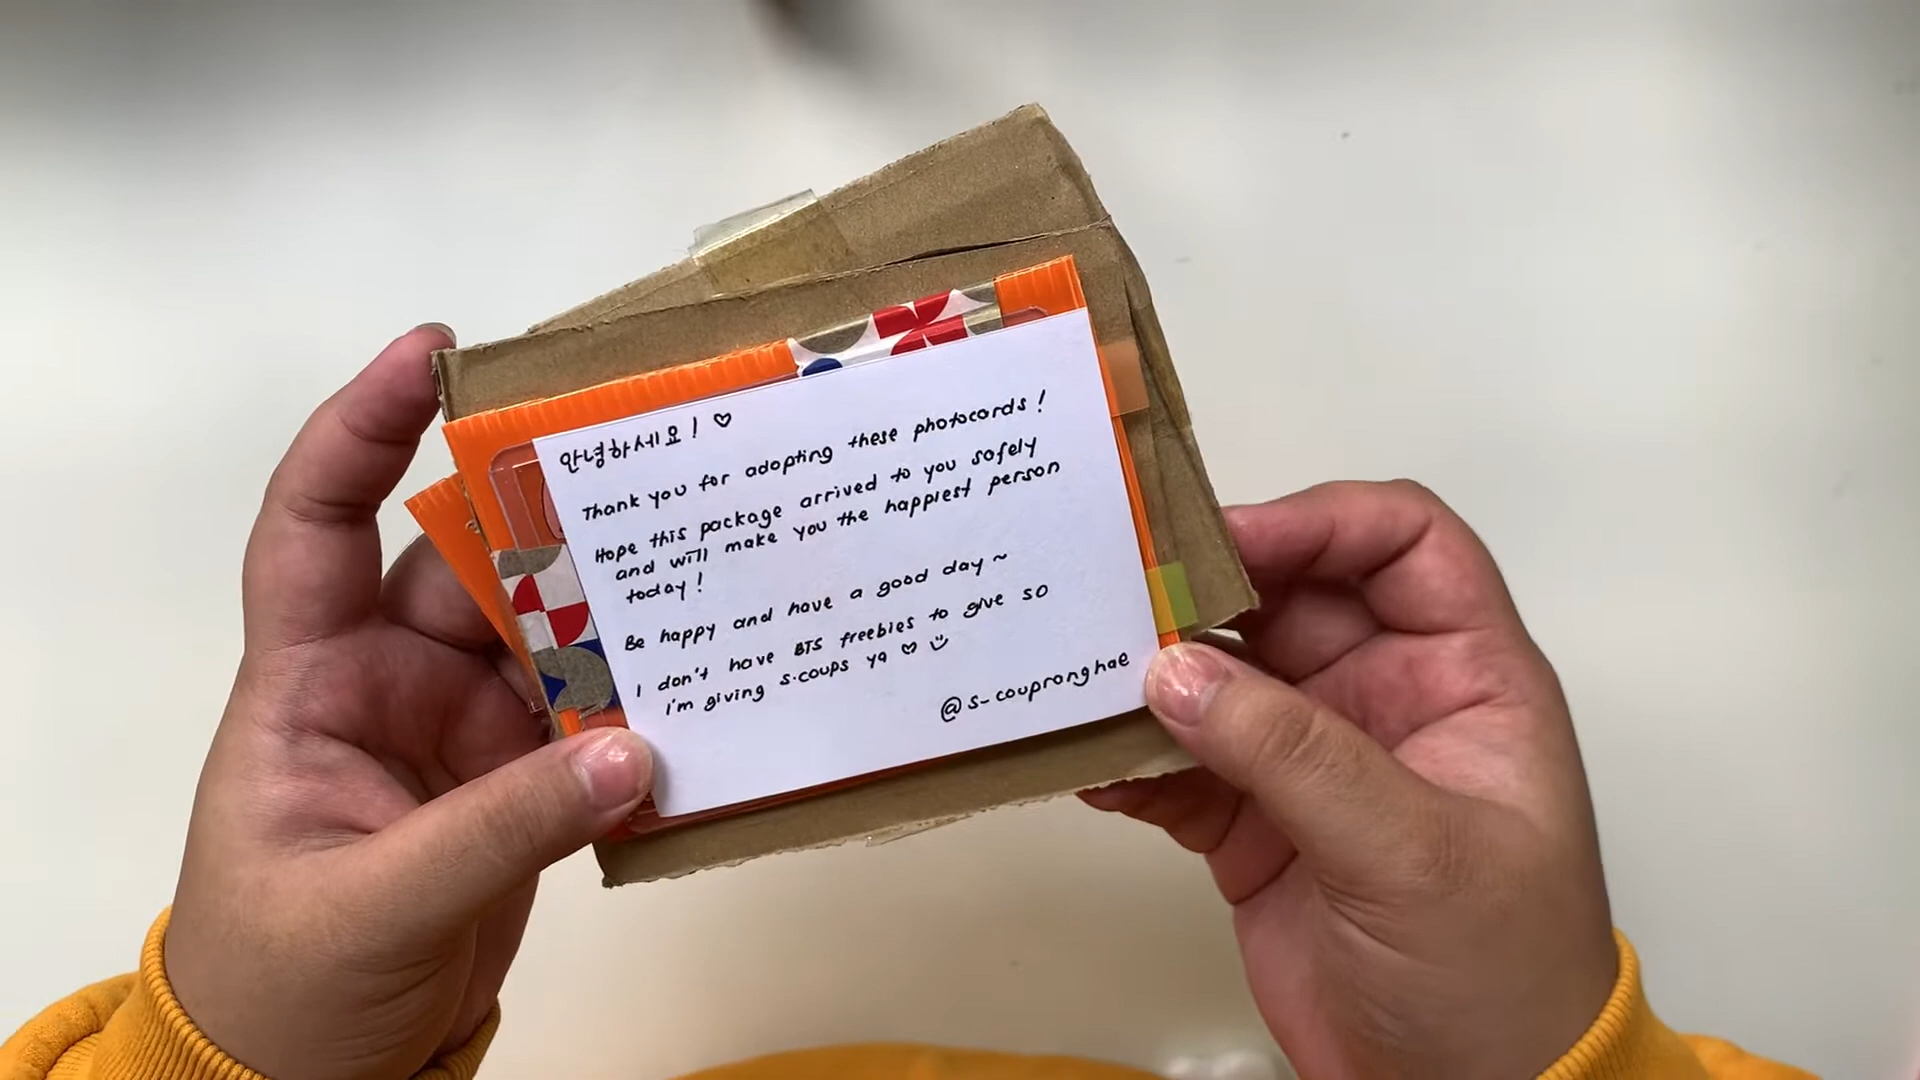 안녕하세요! ♡
Thank you for adopting these photocards!
Hope this package arrived to you safely
and will make you the happiest person
today!
Be happy and have a good day ~
I don't have BTS freebies to give so
I'm giving s.coups ya ♡ ☺
@s-coupranghae